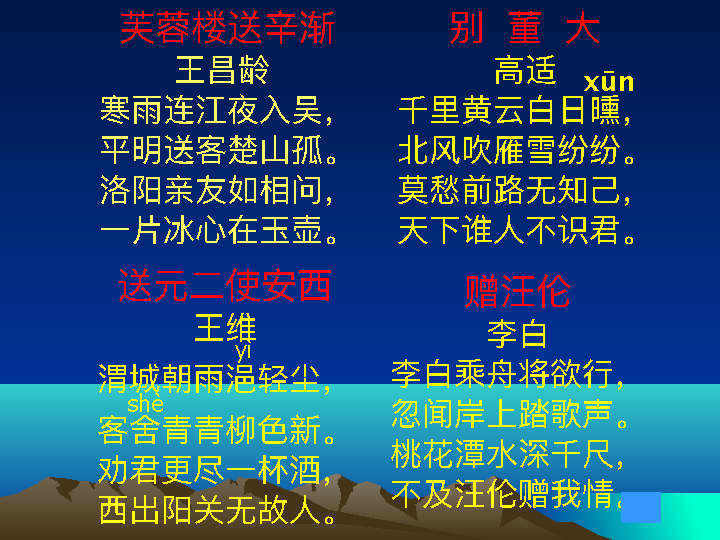 芙蓉楼送辛渐
王昌龄
寒雨连江夜入吴，
平明送客楚山孤。
洛阳亲友如相问，
一片冰心在玉壶。
别 董 大
高适
xūn
千里黄云白日曛，
北风吹雁雪纷纷。
莫愁前路无知己，
天下谁人不识君。
送元二使安西
王维
yì
渭城朝雨浥轻尘，
shè
客舍青青柳色新。
劝君更尽一杯酒，
西出阳关无故人。
赠汪伦
李白
李白乘舟将欲行，
忽闻岸上踏歌声。
桃花潭水深千尺，
不及汪伦赠我情。